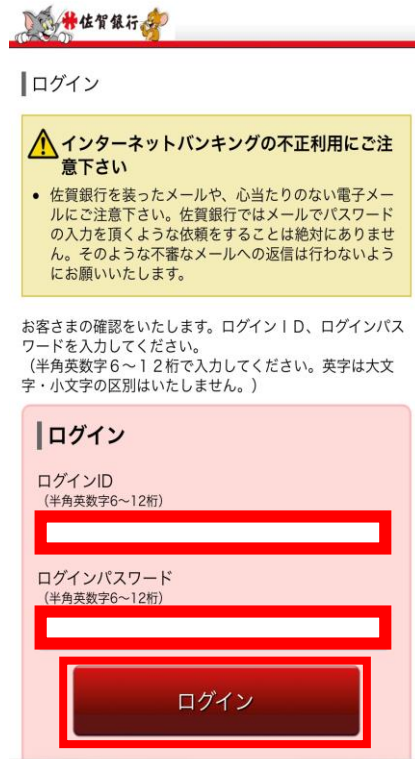 佐賀銀行
ログイン
インターネットバンキングの不正利用にご注
意下さい
• 佐賀銀行を装ったメールや、心当たりのない電子メー
ルにご注意下さい。佐賀銀行ではメールでパスワード
の入力を頂くような依頼をすることは絶対にありませ
ん。そのような不審なメールへの返信は行わないよう
にお願いいたします。
お客さまの確認をいたします。ログインＩＤ、ログインパス
ワードを入力してください。
（半角英数字６～１２桁で入力してください。英字は大文
字・小文字の区別はいたしません。）
ログイン
ログインID
（半角英数字6～12桁）
ログインパスワード
（半角英数字6～12桁）
ログイン